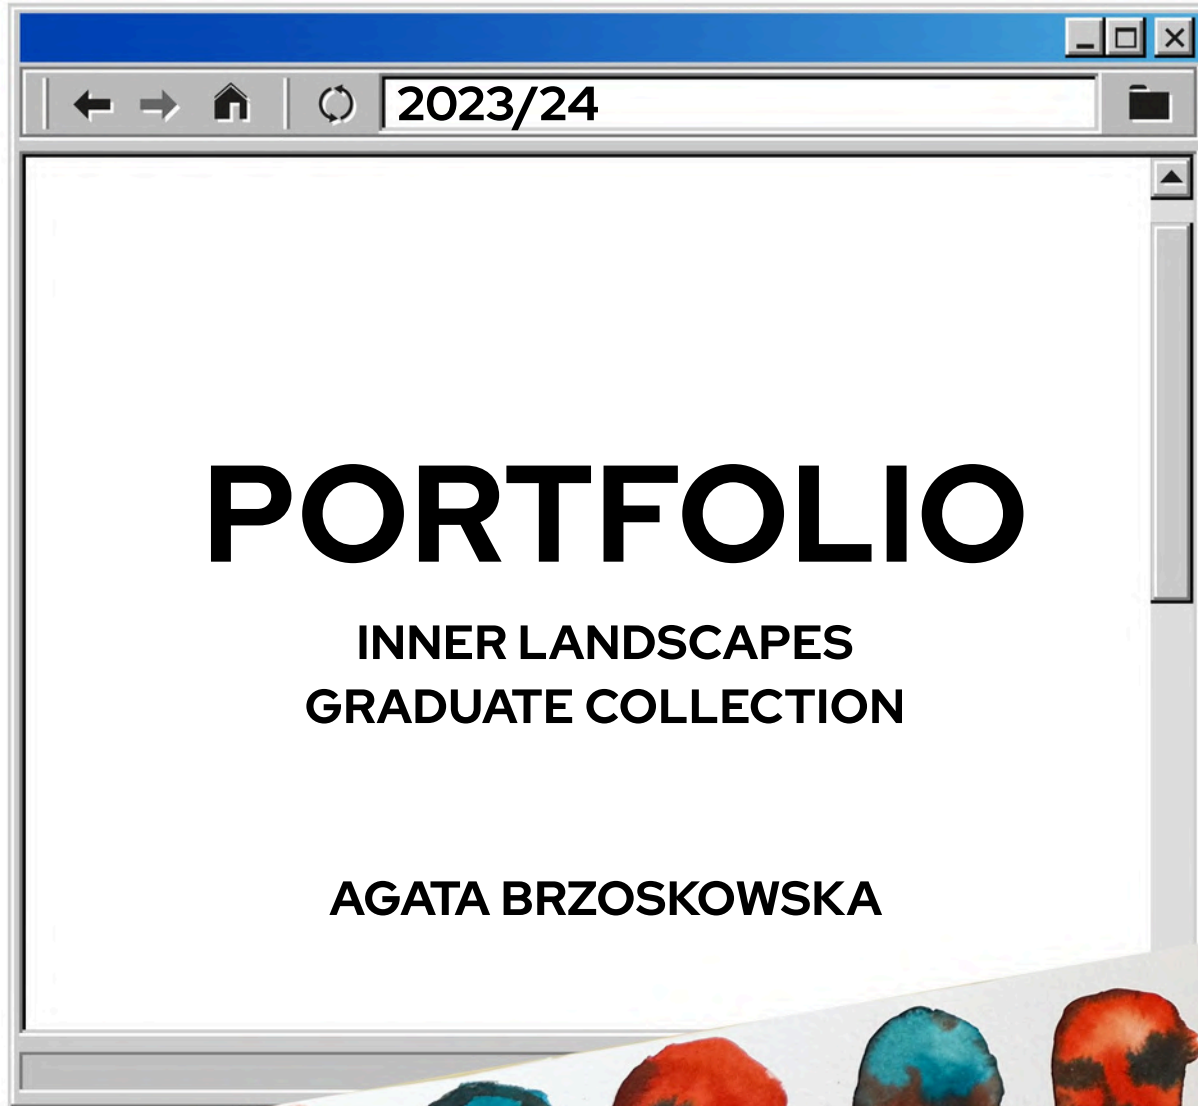 2023/24
PORTFOLIO
INNER LANDSCAPES
GRADUATE COLLECTION
AGATA BRZOSKOWSKA